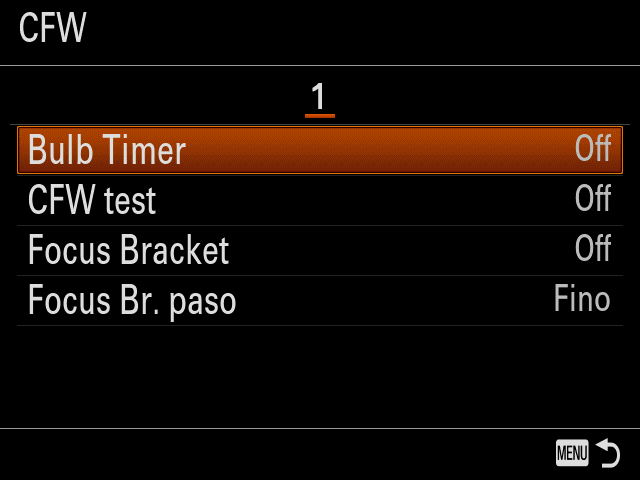 CFW
1
Bulb Timer Off
CFW test Off
Focus Bracket Off
Focus Br. paso Fino
MENU